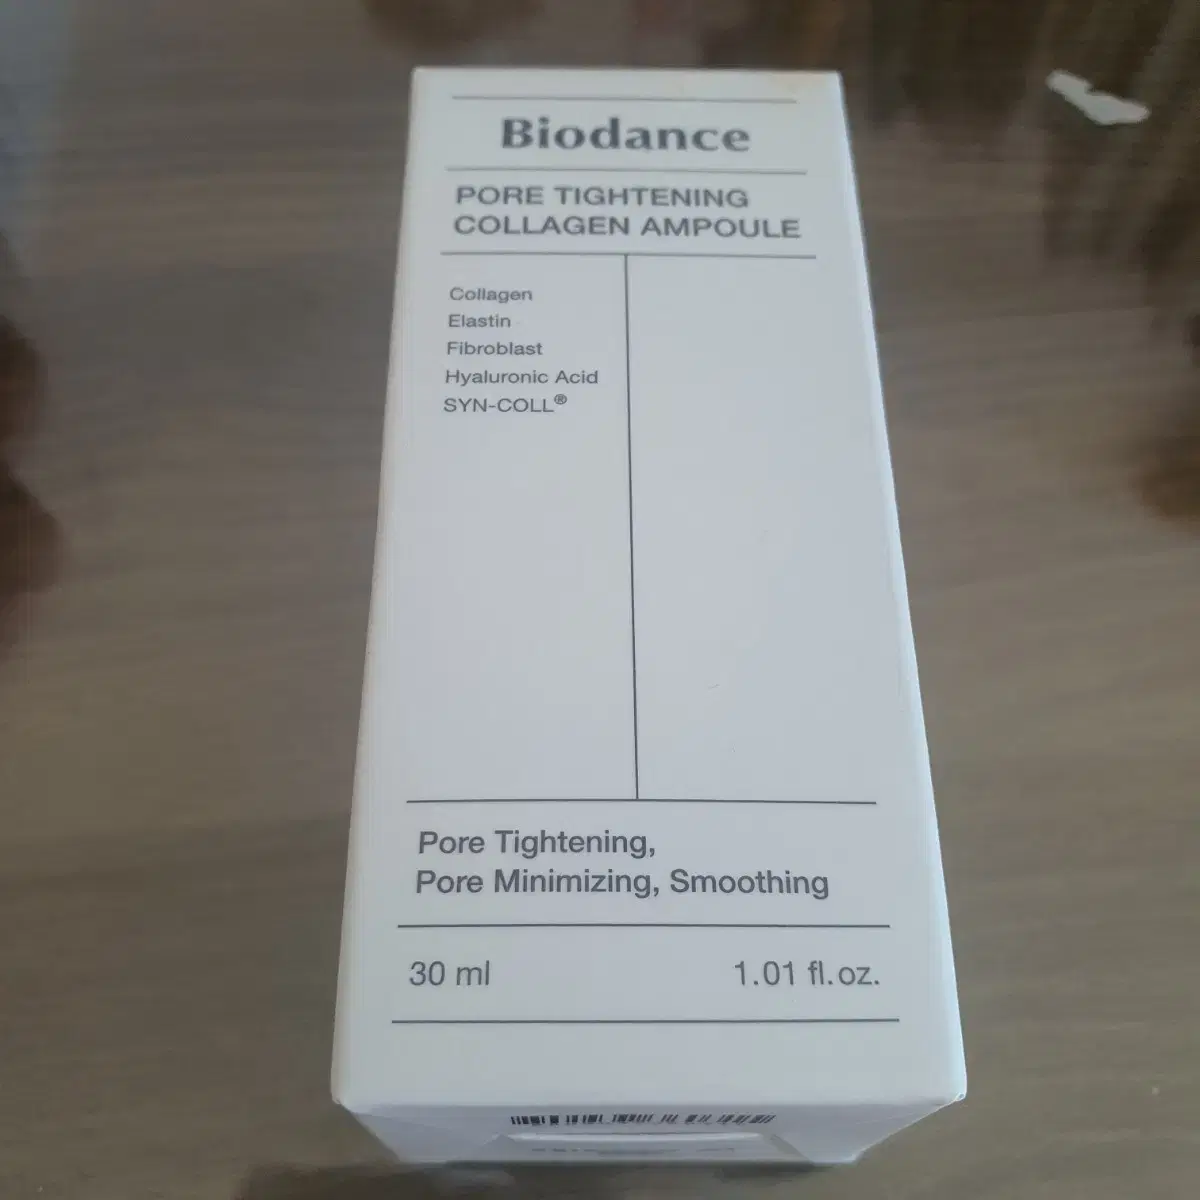 Biodance
PORE TIGHTENING
COLLAGEN AMPOULE
Collagen
Elastin
Fibroblast
Hyaluronic Acid
SYN-COLL®
Pore Tightening,
Pore Minimizing, Smoothing
30 ml 1.01 fl.oz.